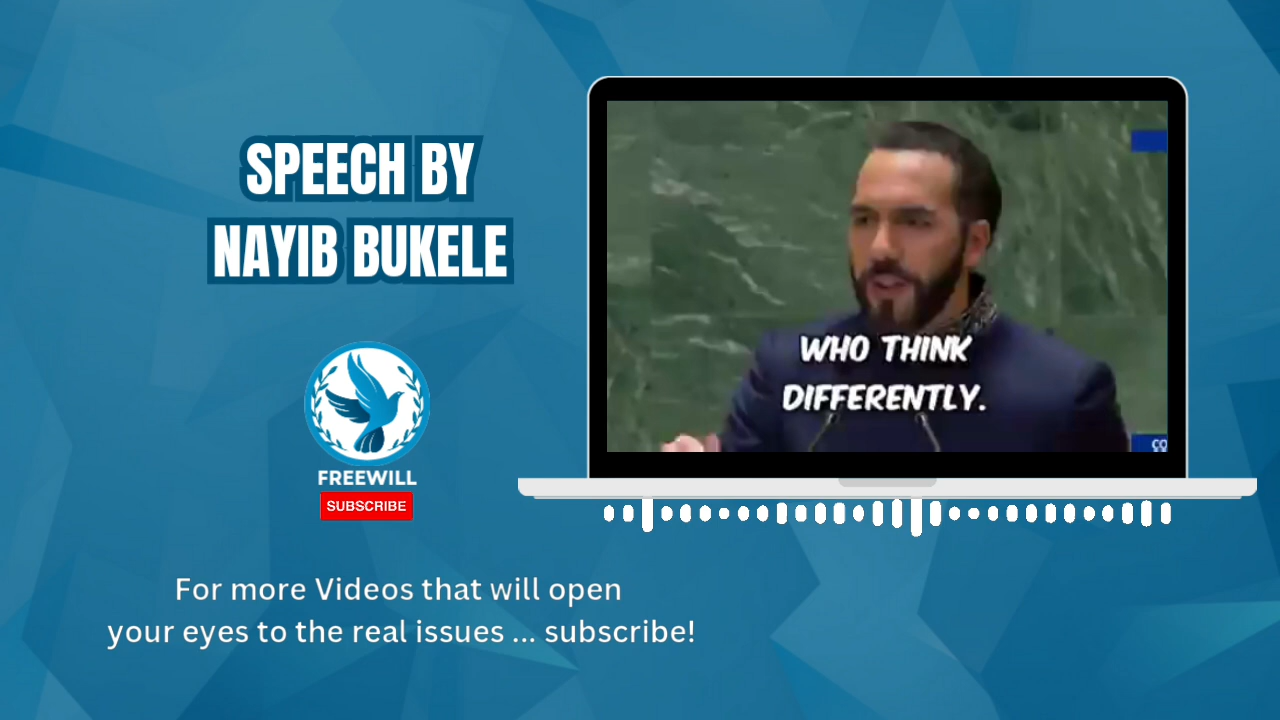 SPEECH BY
NAYIB BUKELE
FREEWILL
SUBSCRIBE
For more Videos that will open
your eyes to the real issues ... subscribe!
WHO THINK
DIFFERENTLY.
CO